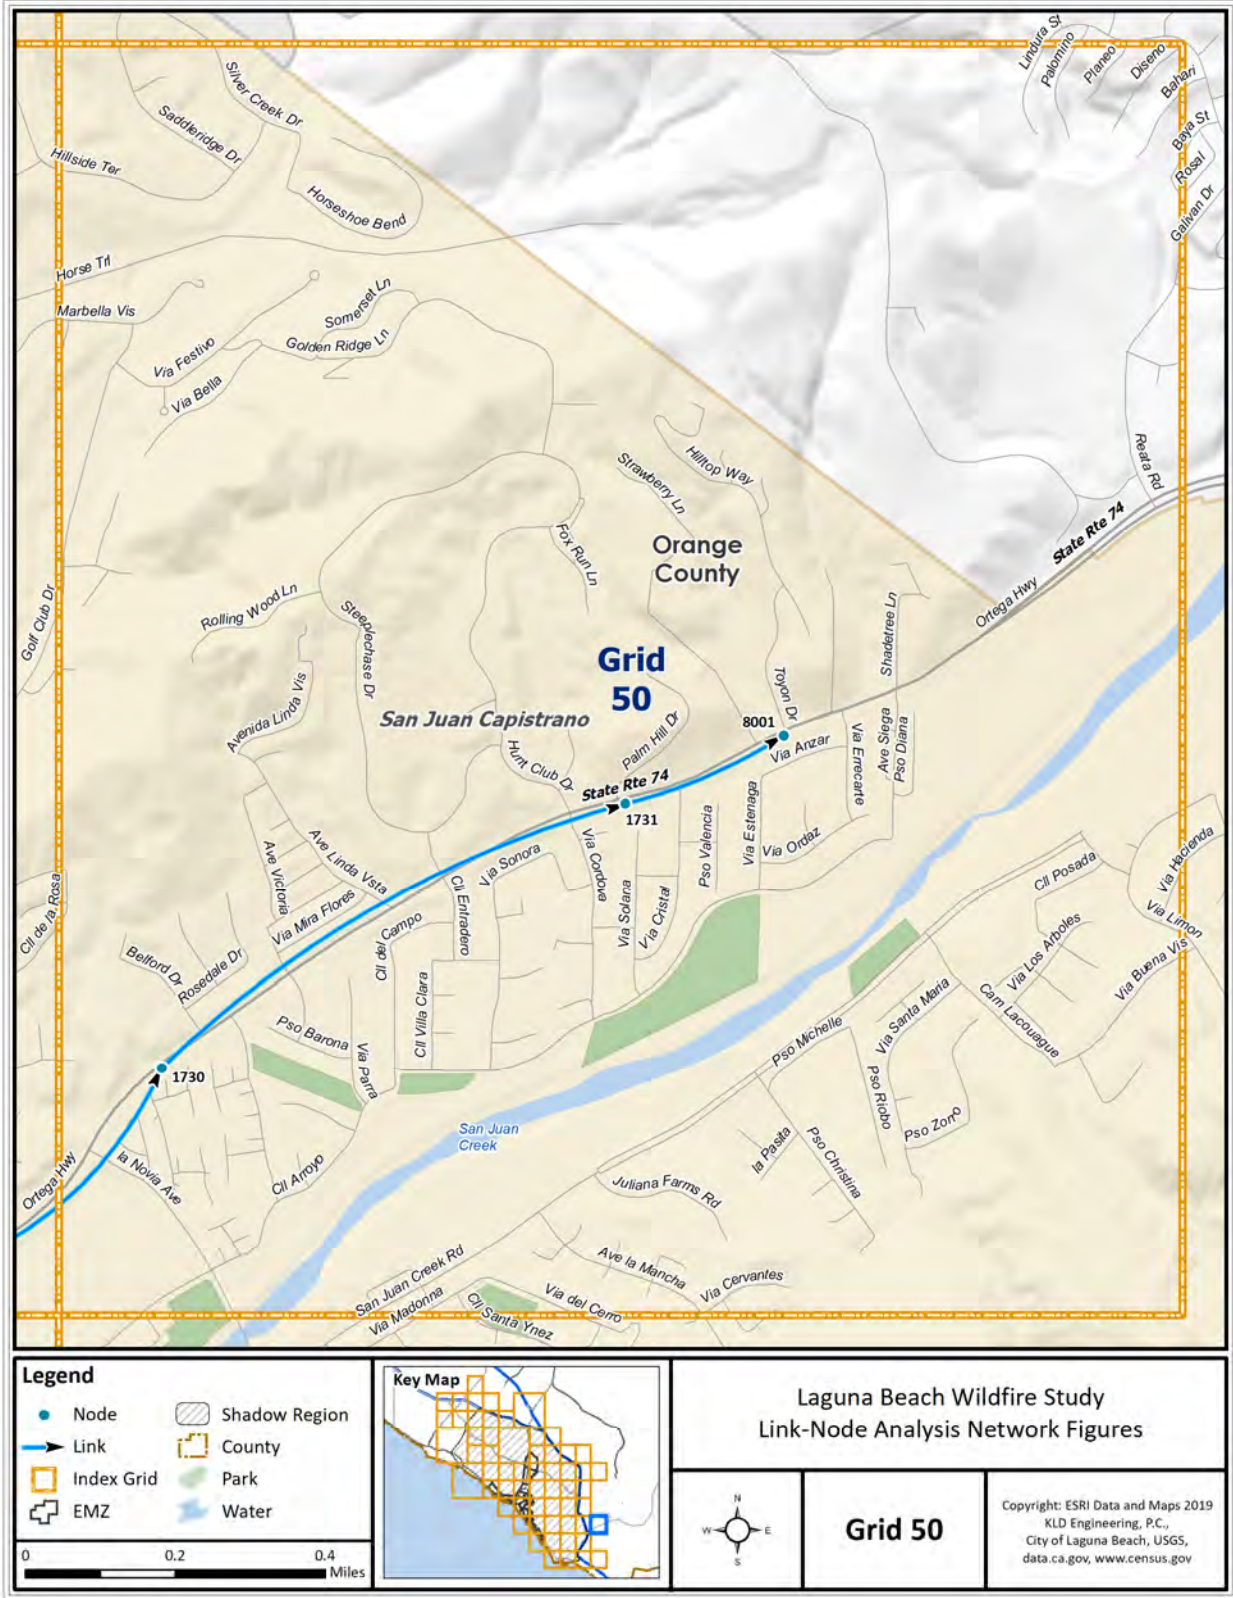 Lindura St
Palomino
Planeo
Diseno
Bahari
Baya St
Rosal
Galivan Dr
Silver Creek Dr
Saddleridge Dr
Hillside Ter
Horseshoe Bend
Horse Trl
Marbella Vis
Somerset Ln
Golden Ridge Ln
Via Festivo
Via Bella
Hilltop Way
Strawberry Ln
Reata Rd
State Rte 74
Fox Run Ln
Orange
County
Ortega Hwy
Shadetree Ln
Rolling Wood Ln
Steeplechase Dr
Golf Club Dr
Grid
50
Toyon Dr
Avenida Linda Vis
San Juan Capistrano
8001
Palm Hill Dr
Via Anzar
Via Errecarte
Ave Siega
Pso Diana
Hunt Club Dr
State Rte 74
1731
Via Estenaga
Via Ordaz
Pso Valencia
Via Cordova
Via Sonora
Ave Linda Vsta
Ave Victoria
Via Mira Flores
Cll Entradero
Via Solana
Via Cristal
Cll Posada
Via Hacienda
Via Limon
Cll de la Rosa
Cll del Campo
Via Los Arboles
Via Buena Vis
Belford Dr
Rosedale Dr
Cll Villa Clara
Via Santa Maria
Cam Lacouague
Pso Barona
Via Parra
Pso Michelle
1730
Pso Riobo
Pso Zorro
San Juan
Creek
la Pasita
Pso Christina
Ortega Hwy
la Novia Ave
Cll Arroyo
Juliana Farms Rd
San Juan Creek Rd
Ave la Mancha
Via Cervantes
Via Madonna
Cll Santa Ynez
Via del Cerro
Legend
Node
Link
Index Grid
EMZ
Shadow Region
County
Park
Water
0 0.2 0.4
Miles
Key Map
Laguna Beach Wildfire Study
Link-Node Analysis Network Figures
N
W E
S
Grid 50
Copyright: ESRI Data and Maps 2019
KLD Engineering, P.C.,
City of Laguna Beach, USGS,
data.ca.gov, www.census.gov